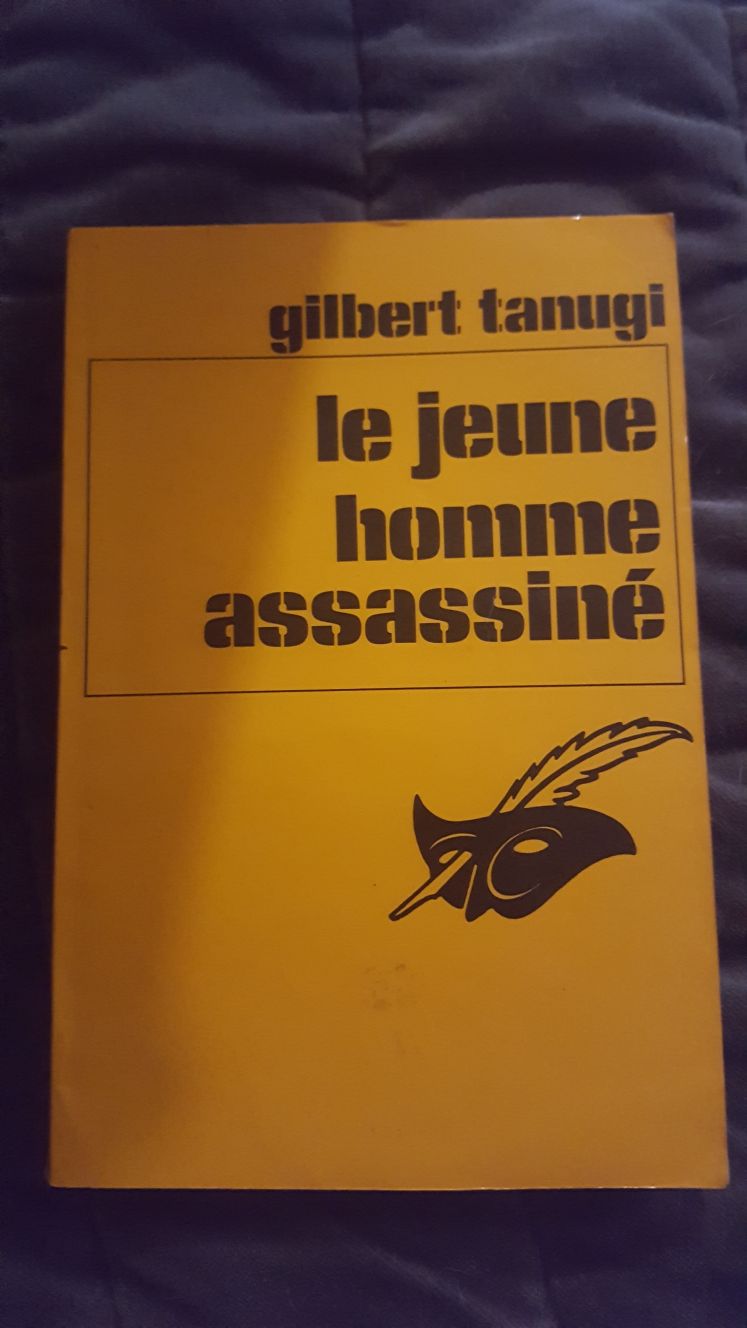 gilbert tanugi
le jeune
homme
assassiné